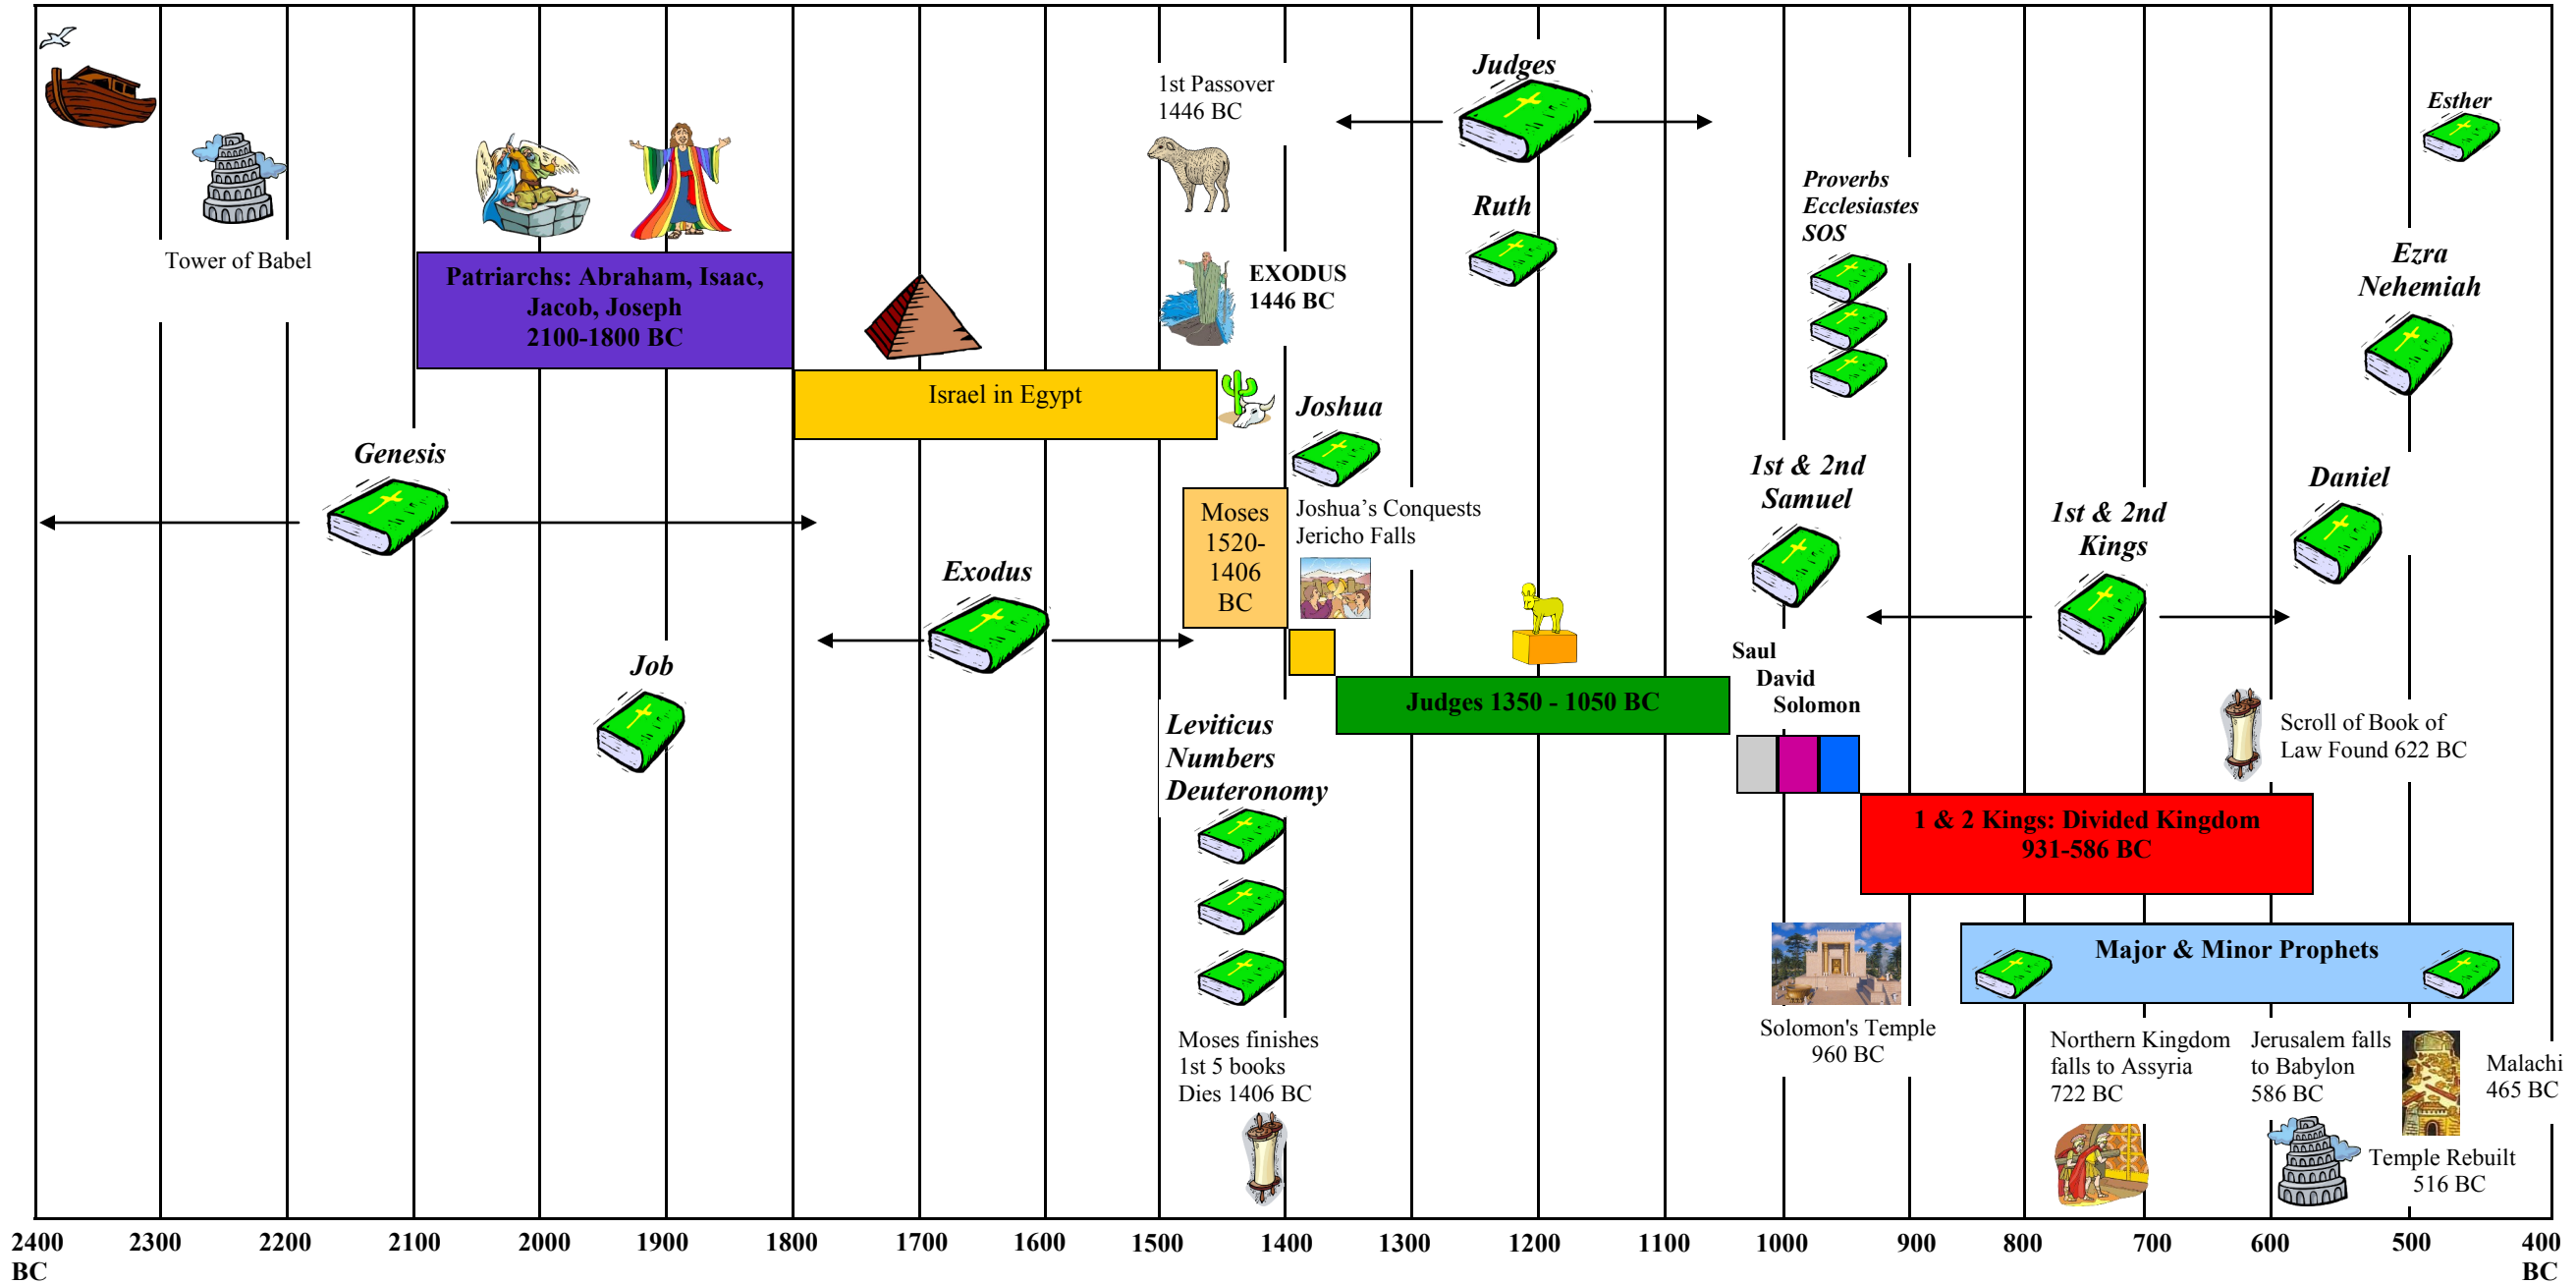 1st Passover
1446 BC
Judges
Esther
Tower of Babel
Patriarchs: Abraham, Isaac,
Jacob, Joseph
2100-1800 BC
EXODUS
1446 BC
Ruth
Proverbs
Ecclesiastes
SOS
Ezra
Nehemiah
Israel in Egypt
Joshua
Genesis
Joshua’s Conquests
Jericho Falls
Moses
1520-
1406
BC
1st & 2nd
Samuel
1st & 2nd
Kings
Daniel
Exodus
Job
Judges 1350 - 1050 BC
Saul
David
Solomon
Leviticus
Numbers
Deuteronomy
Scroll of Book of
Law Found 622 BC
1 & 2 Kings: Divided Kingdom
931-586 BC
Major & Minor Prophets
Moses finishes
1st 5 books
Dies 1406 BC
Solomon's Temple
960 BC
Northern Kingdom
falls to Assyria
722 BC
Jerusalem falls
to Babylon
586 BC
Malachi
465 BC
Temple Rebuilt
516 BC
2400 2300 2200 2100 2000 1900 1800 1700 1600 1500 1400 1300 1200 1100 1000 900 800 700 600 500 400
BC BC